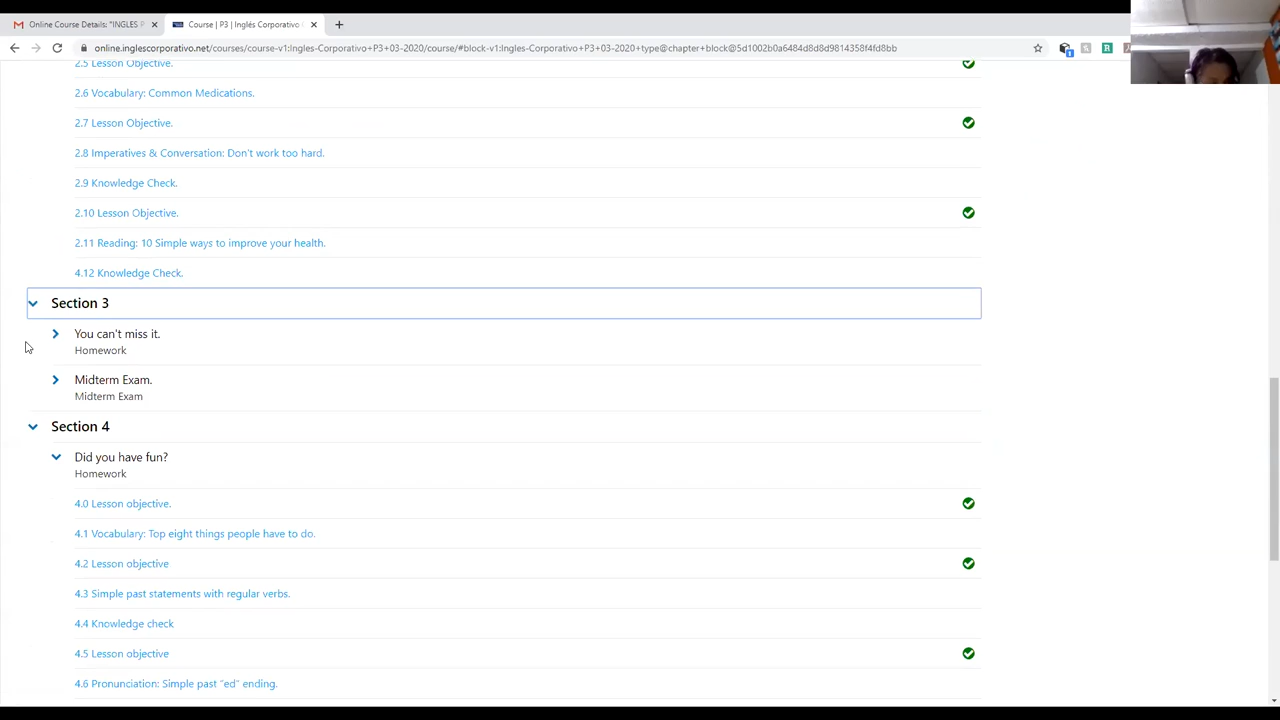 Online Course Details: "INGLES P
Course | P3 | Inglés Corporativo
online.inglescorporativo.net/courses/course-v1:Ingles-Corporativo+P3+03-2020+/course/#block-v1:Ingles-Corporativo+P3+03-2020+type@chapter+block@5d1002b0a6484d8d8d9814358f4fd8bb
2.5 Lesson Objective.
2.6 Vocabulary: Common Medications.
2.7 Lesson Objective.
2.8 Imperatives & Conversation: Don't work too hard.
2.9 Knowledge Check.
2.10 Lesson Objective.
2.11 Reading: 10 Simple ways to improve your health.
4.12 Knowledge Check.
Section 3
You can't miss it.
Homework
Midterm Exam.
Midterm Exam
Section 4
Did you have fun?
Homework
4.0 Lesson objective.
4.1 Vocabulary: Top eight things people have to do.
4.2 Lesson objective
4.3 Simple past statements with regular verbs.
4.4 Knowledge check
4.5 Lesson objective
4.6 Pronunciation: Simple past "ed" ending.